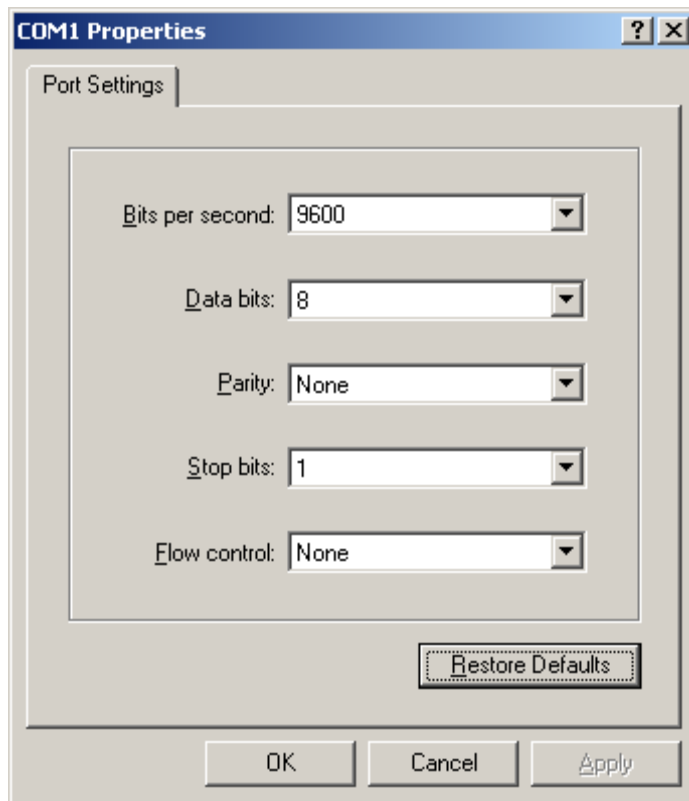 COM1 Properties
Port Settings
Bits per second: 9600
Data bits: 8
Parity: None
Stop bits: 1
Flow control: None
Restore Defaults
OK Cancel Apply